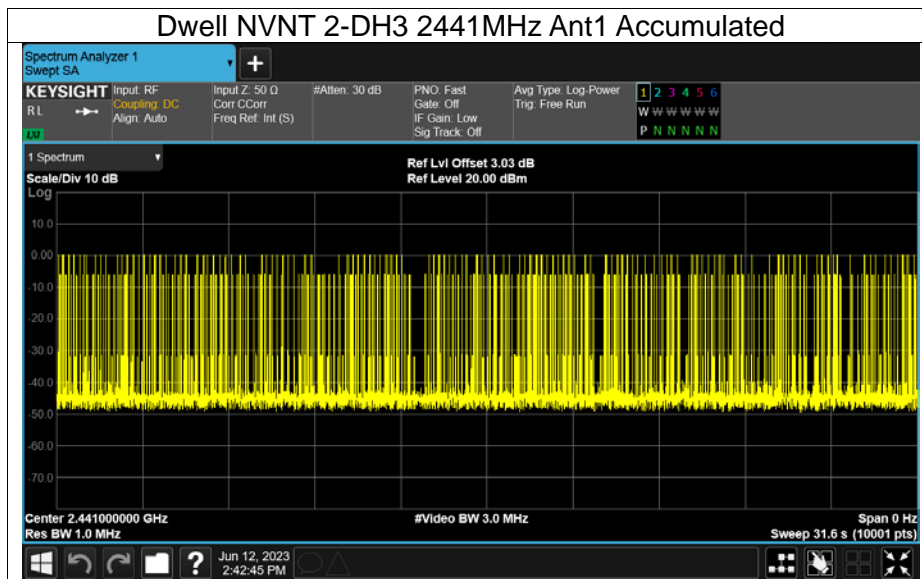 Dwell NVNT 2-DH3 2441MHz Ant1 Accumulated
Spectrum Analyzer 1
Swept SA
+
KEYSIGHT Input: RF Input Z: 50 Ω #Atten: 30 dB PNO: Fast Avg Type: Log-Power 1 2 3 4 5 6
RL Coupling: DC Corr CCorr Gate: Off Trig: Free Run W W W W W W
Align: Auto Freq Ref: Int (S) IF Gain: Low
LXI Sig Track: Off P N N N N N
1 Spectrum
Ref Lvl Offset 3.03 dB
Scale/Div 10 dB Ref Level 20.00 dBm
Log
10.0
0.00
-10.0
-20.0
-30.0
-40.0
-50.0
-60.0
-70.0
Center 2.441000000 GHz #Video BW 3.0 MHz Span 0 Hz
Res BW 1.0 MHz Sweep 31.6 s (10001 pts)
? Jun 12, 2023
2:42:45 PM